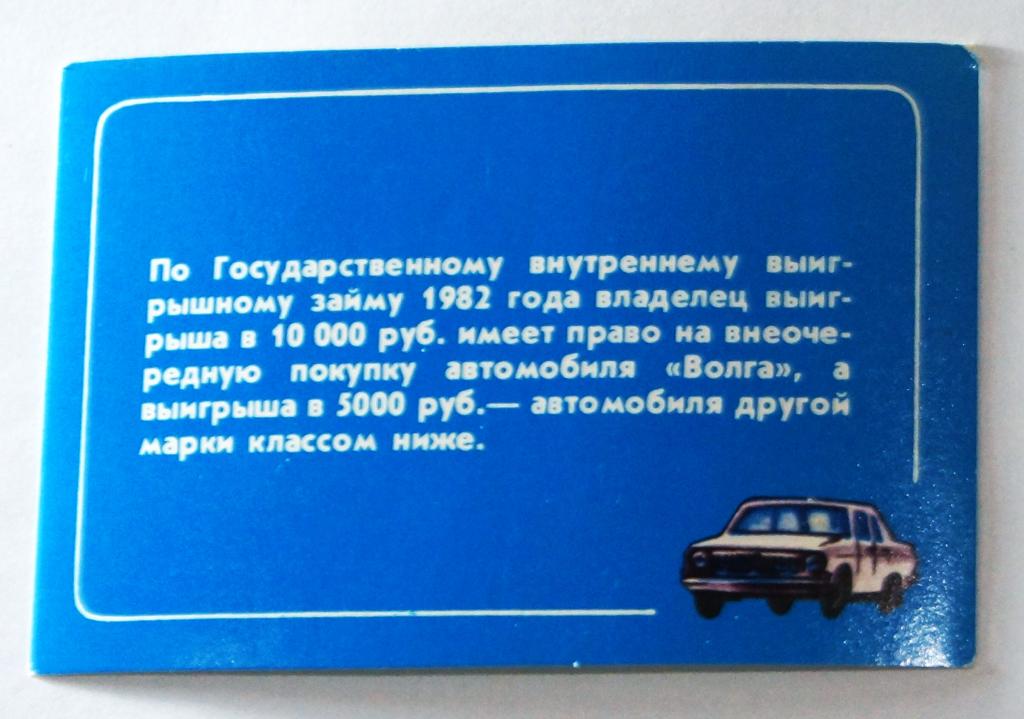 По Государственному внутреннему выиг-
рышному займу 1982 года владелец выиг-
рыша в 10 000 руб. имеет право на внеоче-
редную покупку автомобиля «Волга», а
выигрыша в 5000 руб.— автомобиля другой
марки классом ниже.